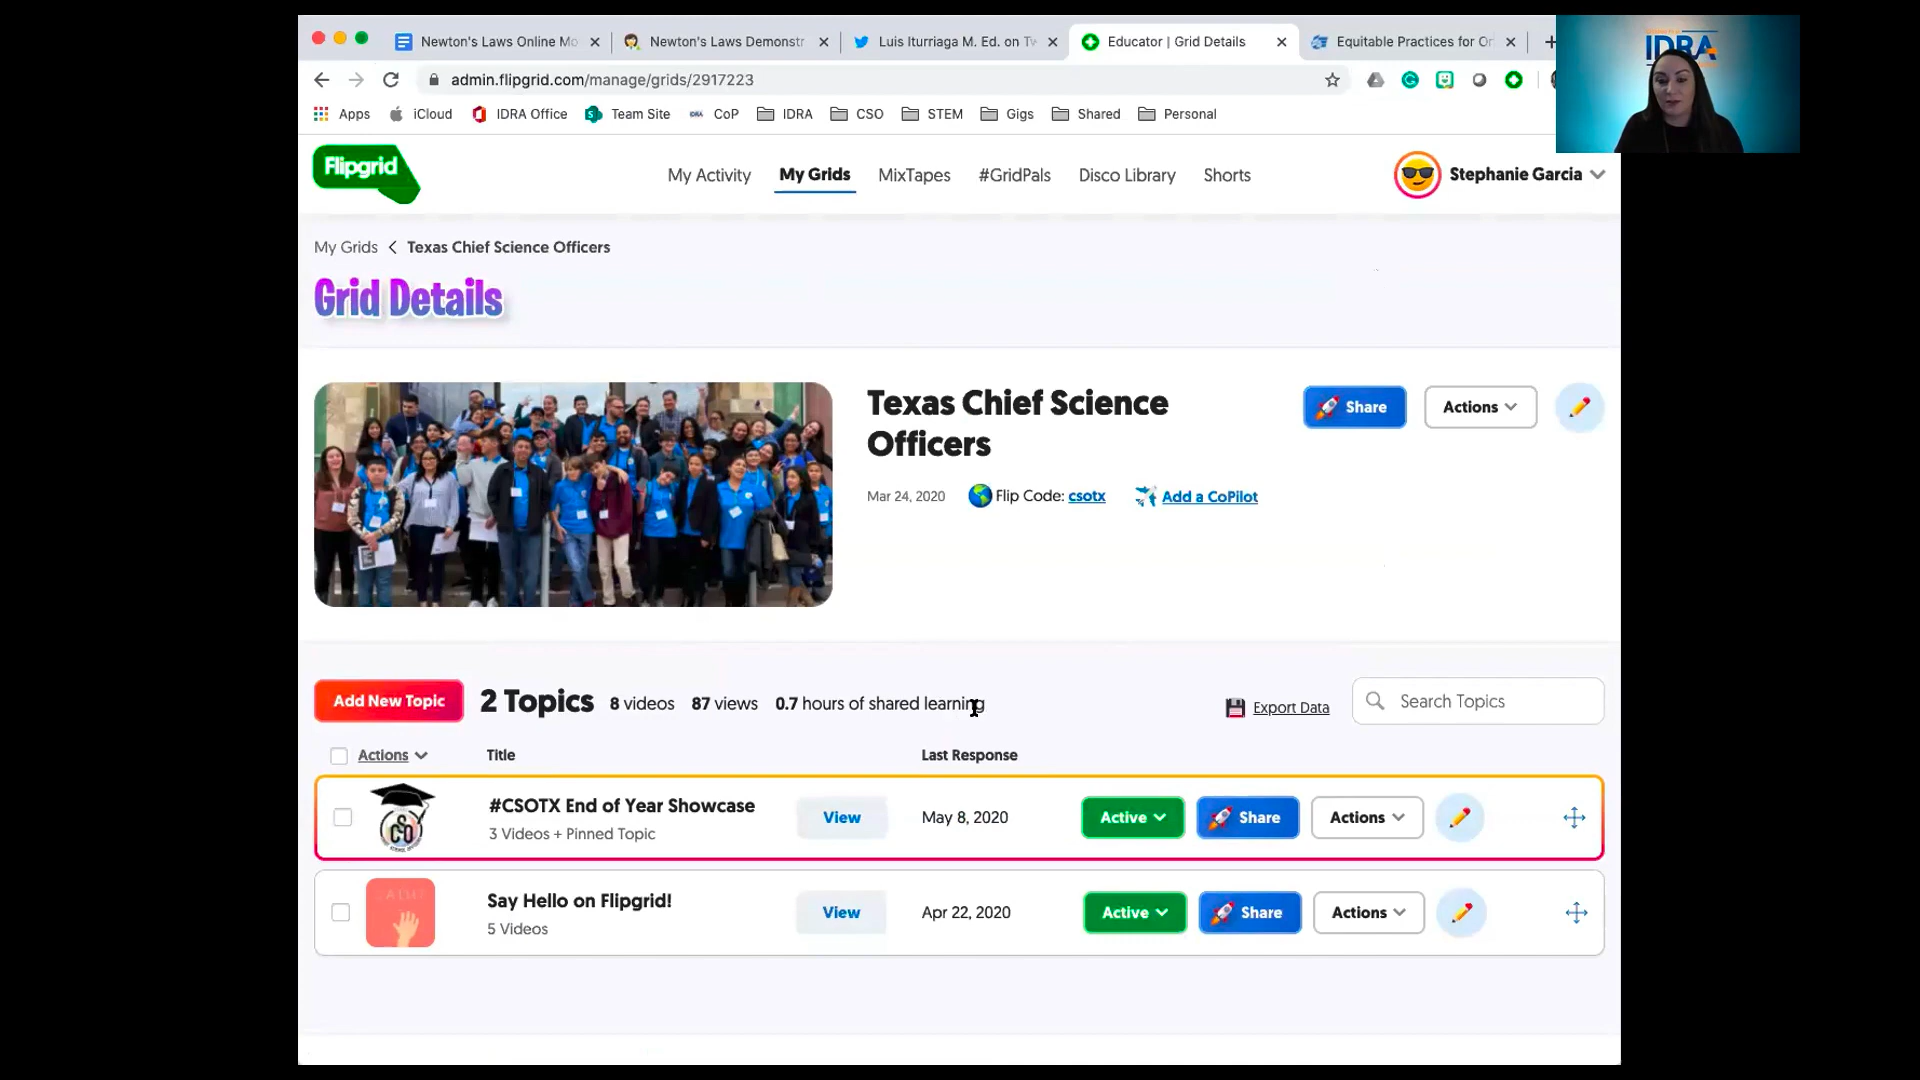 Newton's Laws Online Mo
Newton's Laws Demonstr
Luis Iturriaga M. Ed. on Tw
Educator | Grid Details
Equitable Practices for On
admin.flipgrid.com/manage/grids/2917223
Apps
iCloud
IDRA Office
Team Site
CoP
IDRA
CSO
STEM
Gigs
Shared
Personal
IDRA
Flipgrid
My Activity
My Grids
MixTapes
#GridPals
Disco Library
Shorts
Stephanie Garcia
My Grids < Texas Chief Science Officers
Grid Details
Texas Chief Science
Officers
Share
Actions
Mar 24, 2020
Flip Code: csotx
Add a CoPilot
Add New Topic
2 Topics
8 videos
87 views
0.7 hours of shared learning
Export Data
Search Topics
Actions
Title
Last Response
CSO
#CSOTX End of Year Showcase
3 Videos + Pinned Topic
View
May 8, 2020
Active
Share
Actions
Say Hello on Flipgrid!
5 Videos
View
Apr 22, 2020
Active
Share
Actions